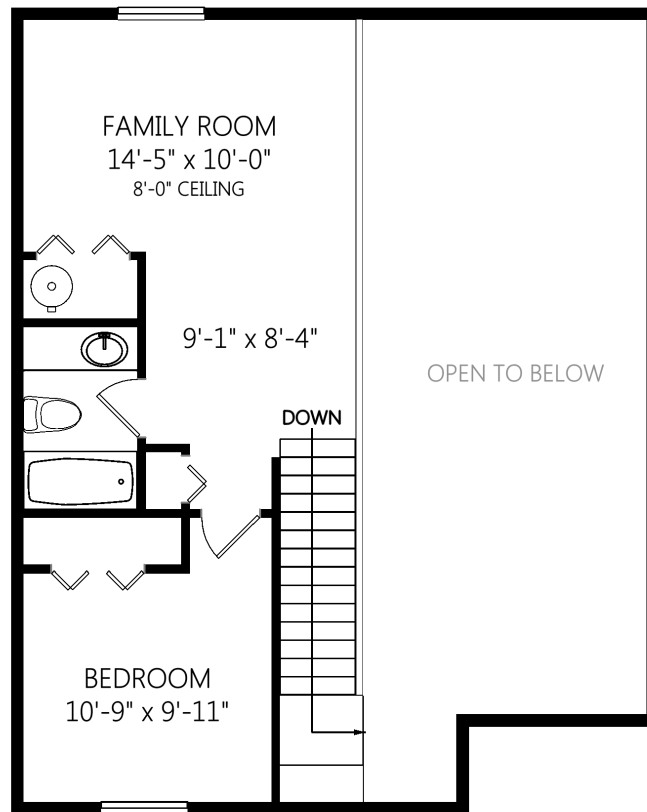 FAMILY ROOM
14'-5" x 10'-0"
8'-0" CEILING
9'-1" x 8'-4"
OPEN TO BELOW
DOWN
BEDROOM
10'-9" x 9'-11"